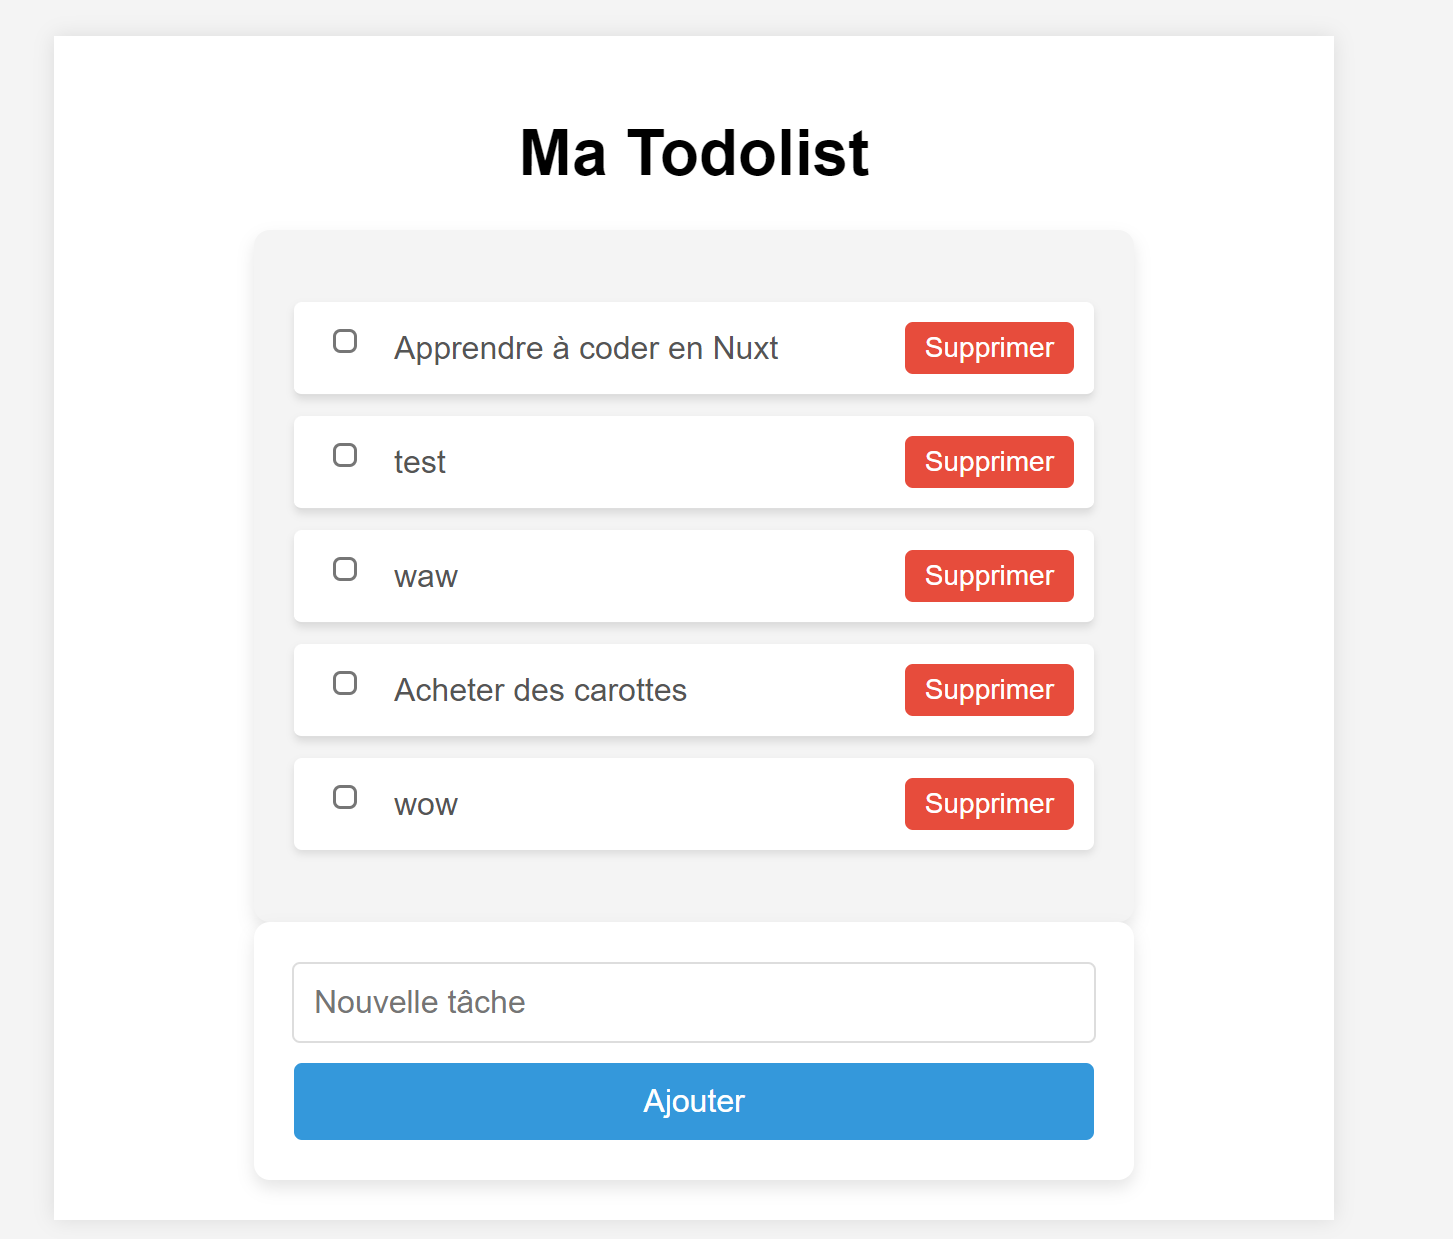 Ma Todolist
Apprendre à coder en Nuxt Supprimer
test Supprimer
waw Supprimer
Acheter des carottes Supprimer
wow Supprimer
Nouvelle tâche
Ajouter